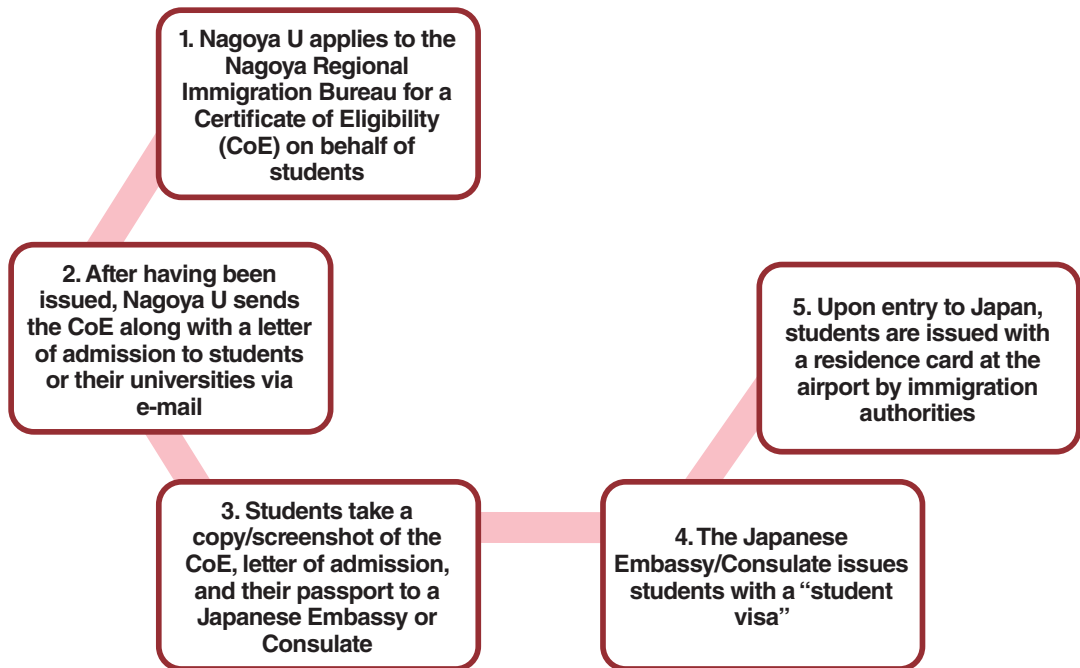 1. Nagoya U applies to the
Nagoya Regional
Immigration Bureau for a
Certificate of Eligibility
(CoE) on behalf of
students
2. After having been
issued, Nagoya U sends
the CoE along with a letter
of admission to students
or their universities via
e-mail
3. Students take a
copy/screenshot of the
CoE, letter of admission,
and their passport to a
Japanese Embassy or
Consulate
4. The Japanese
Embassy/Consulate issues
students with a “student
visa”
5. Upon entry to Japan,
students are issued with
a residence card at the
airport by immigration
authorities